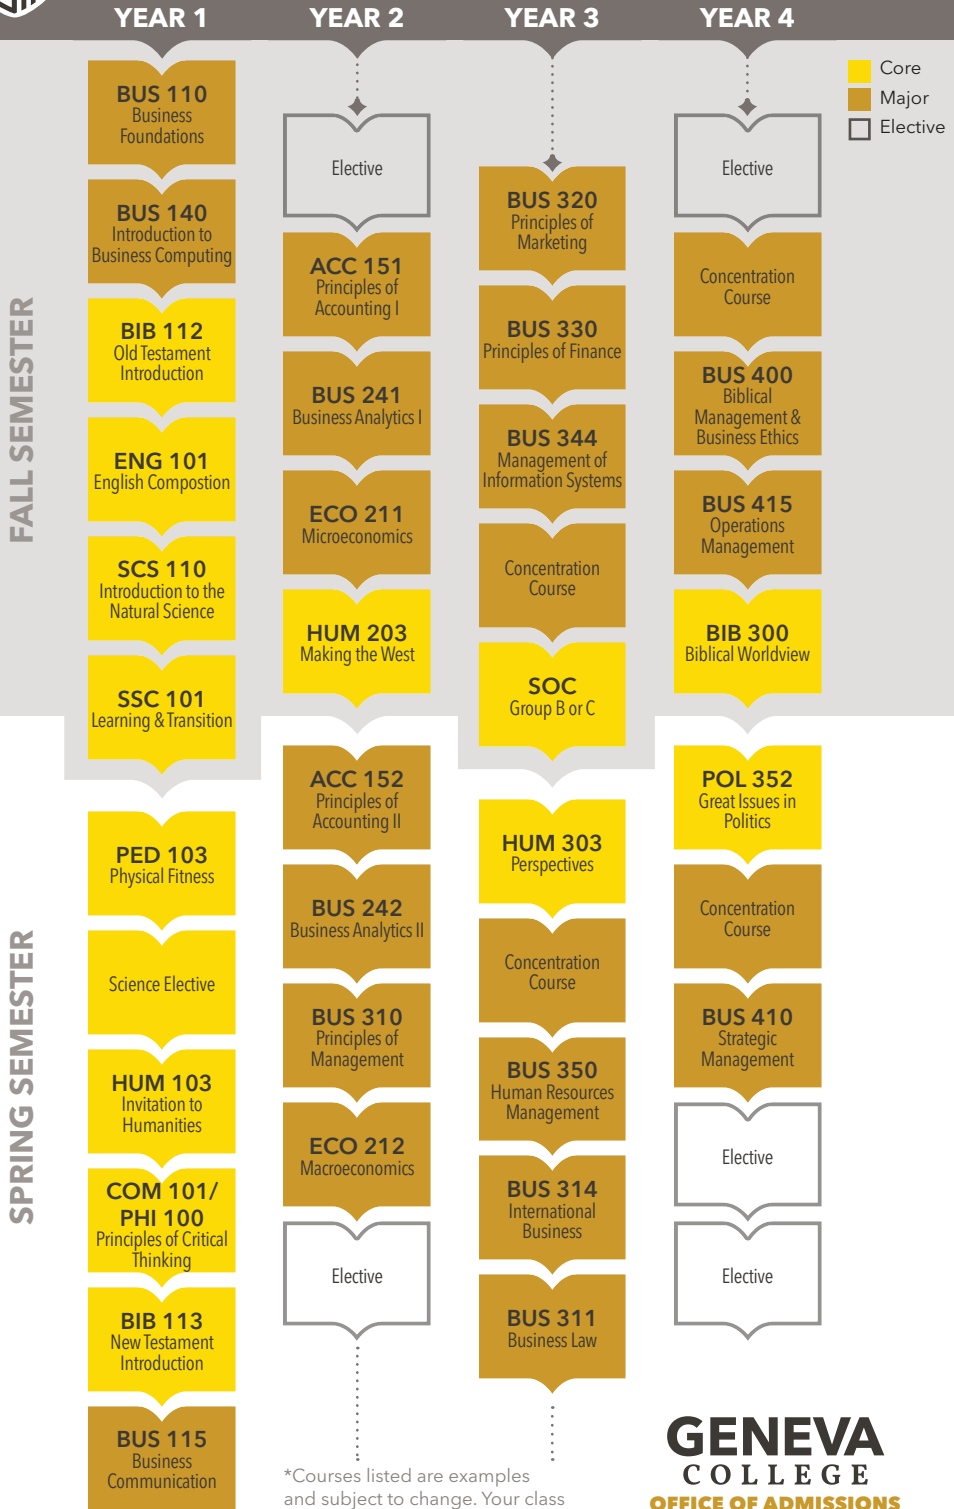 YEAR 1
YEAR 2
YEAR 3
YEAR 4
Core
Major
Elective
FALL SEMESTER
BUS 110
Business
Foundations
BUS 140
Introduction to
Business Computing
BIB 112
Old Testament
Introduction
ENG 101
English Compostion
SCS 110
Introduction to the
Natural Science
SSC 101
Learning & Transition
Elective
ACC 151
Principles of
Accounting I
BUS 241
Business Analytics I
ECO 211
Microeconomics
HUM 203
Making the West
BUS 320
Principles of
Marketing
BUS 330
Principles of Finance
BUS 344
Management of
Information Systems
Concentration
Course
SOC
Group B or C
Elective
Concentration
Course
BUS 400
Biblical
Management &
Business Ethics
BUS 415
Operations
Management
BIB 300
Biblical Worldview
SPRING SEMESTER
PED 103
Physical Fitness
Science Elective
HUM 103
Invitation to
Humanities
COM 101/
PHI 100
Principles of Critical
Thinking
BIB 113
New Testament
Introduction
BUS 115
Business
Communication
ACC 152
Principles of
Accounting II
BUS 242
Business Analytics II
BUS 310
Principles of
Management
ECO 212
Macroeconomics
Elective
HUM 303
Perspectives
Concentration
Course
BUS 350
Human Resources
Management
BUS 314
International
Business
BUS 311
Business Law
POL 352
Great Issues in
Politics
Concentration
Course
BUS 410
Strategic
Management
Elective
Elective
*Courses listed are examples
and subject to change. Your class
GENEVA
COLLEGE
OFFICE OF ADMISSIONS